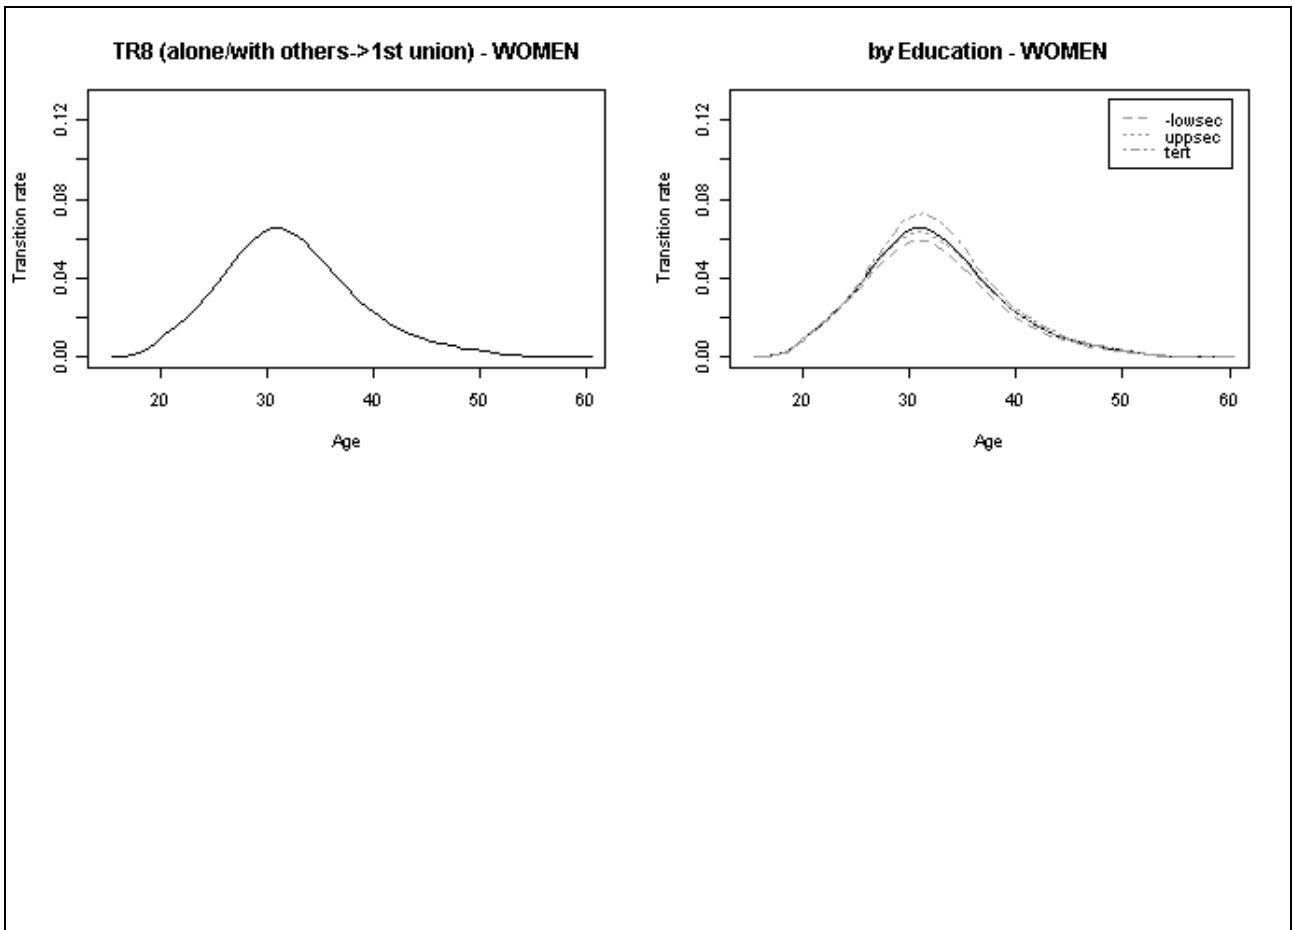 TR8 (alone/with others->1st union) - WOMEN
Transition rate
0.00 0.04 0.08 0.12
20 30 40 50 60
Age
by Education - WOMEN
-lowsec
uppsec
tert
Transition rate
0.00 0.04 0.08 0.12
20 30 40 50 60
Age